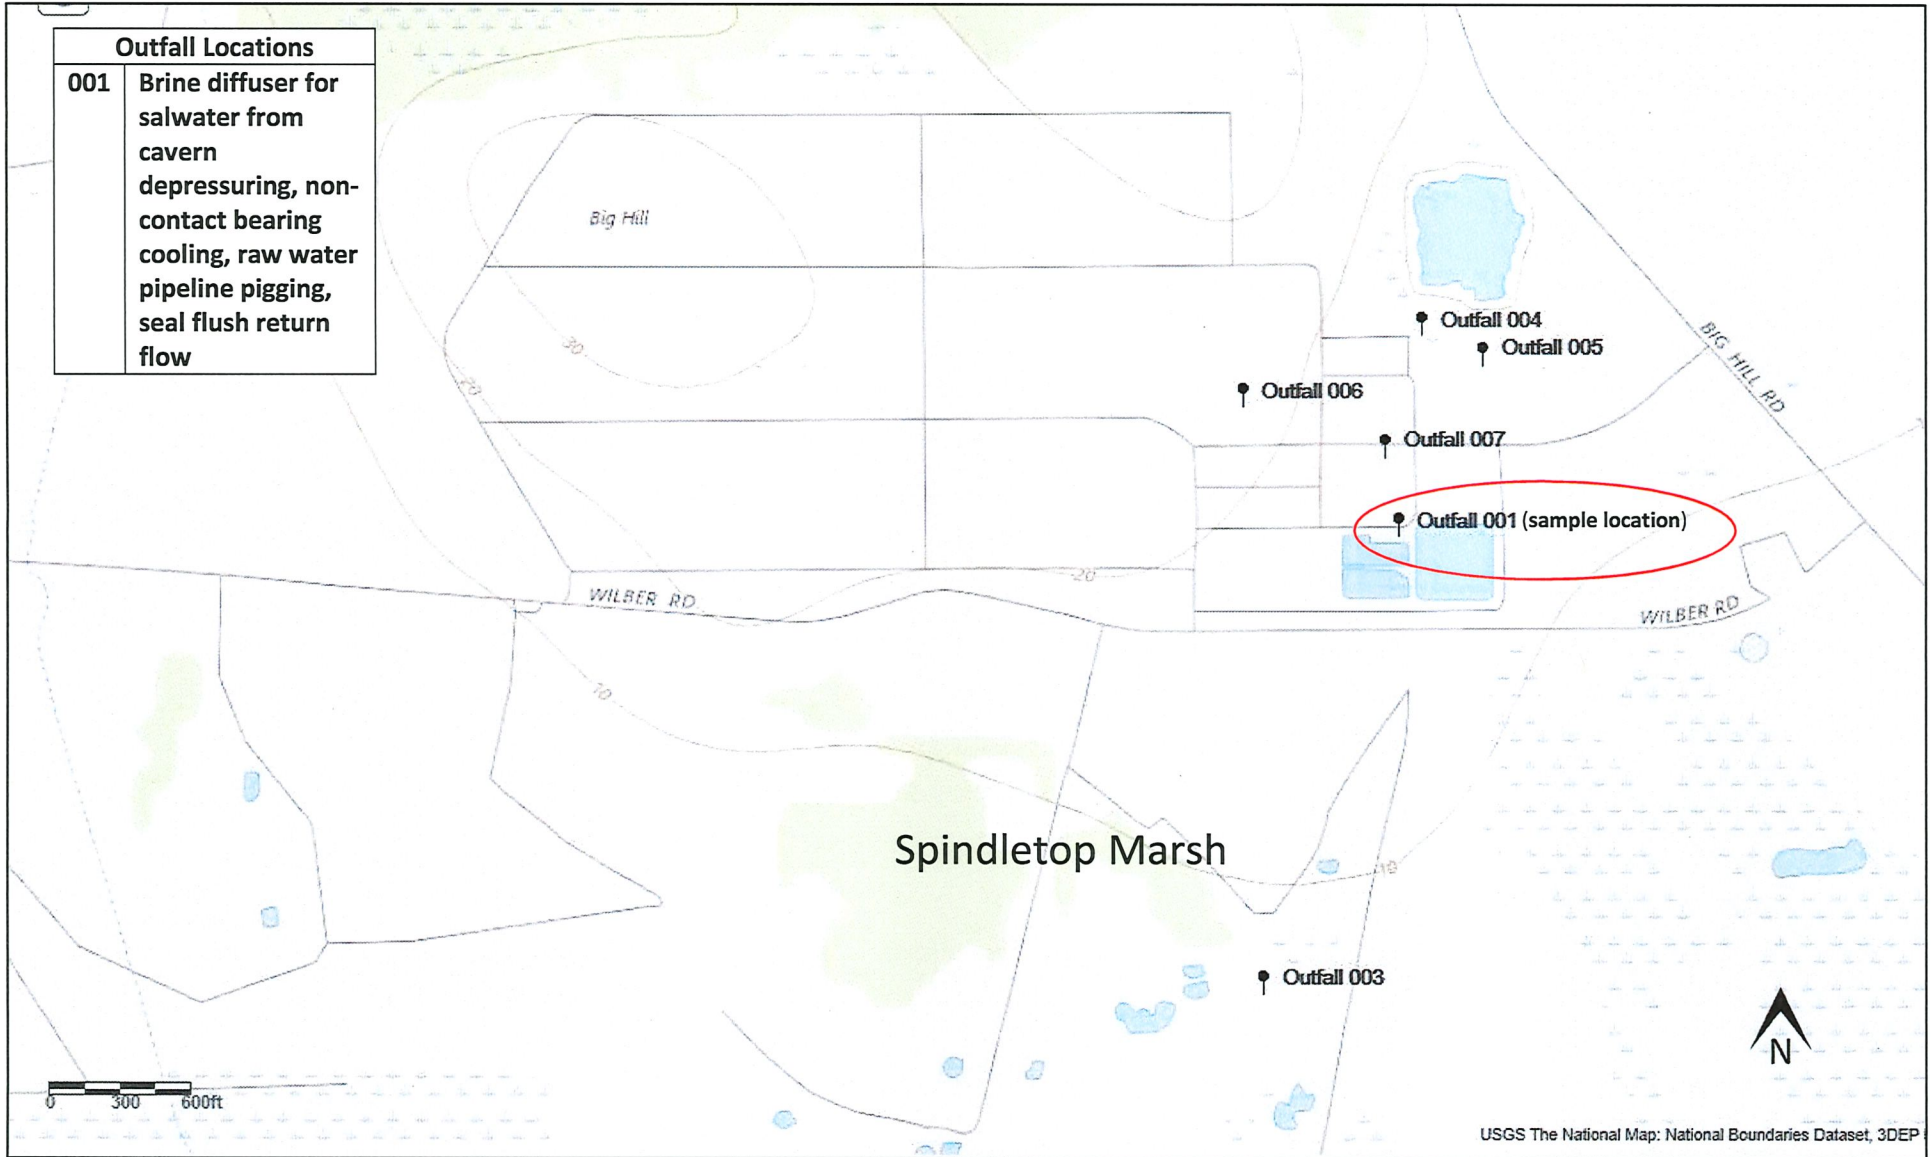 Outfall Locations
001
Brine diffuser for
salwater from
cavern
depressuring, non-
contact bearing
cooling, raw water
pipeline pigging,
seal flush return
flow
Big Hill
30
20
Outfall 004
Outfall 005
BIG HILL RD
Outfall 006
Outfall 007
Outfall 001 (sample location)
20
WILBER RD
WILBER RD
10
Spindletop Marsh
10
Outfall 003
N
0 300 600ft
USGS The National Map: National Boundaries Dataset, 3DEP